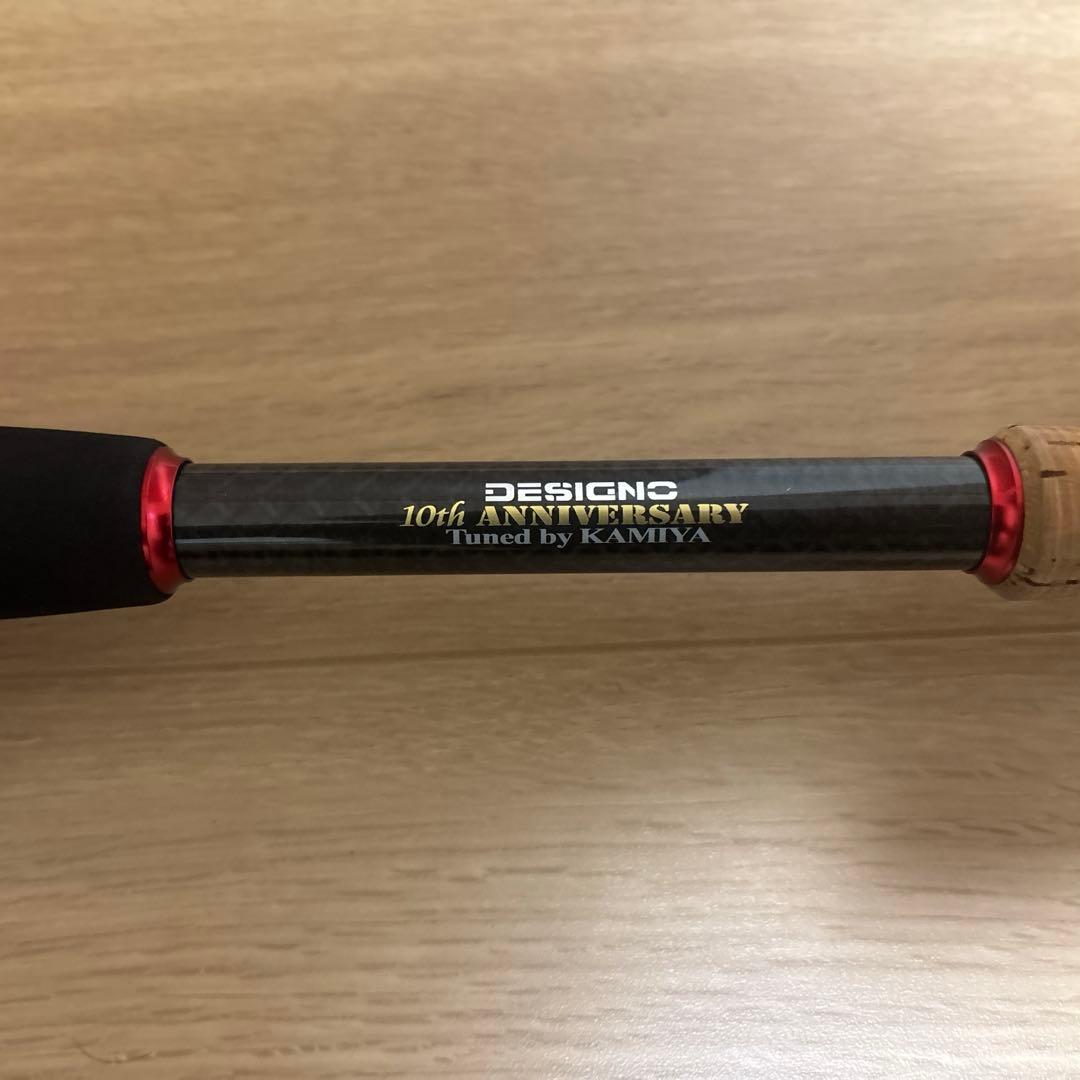 DESIGNO
10th ANNIVERSARY
Tuned by KAMIYA